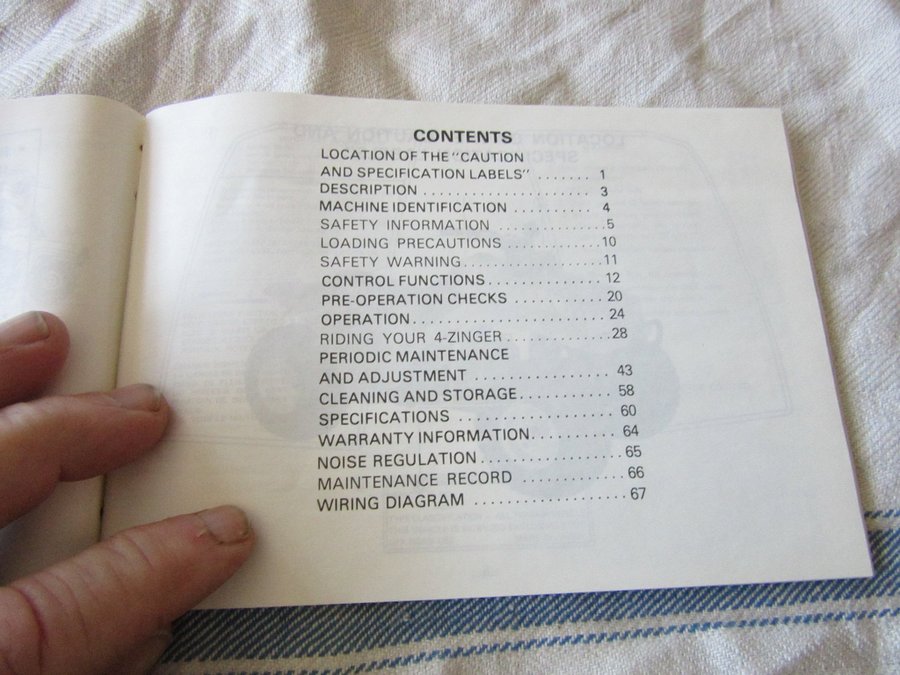 CONTENTS
LOCATION OF THE "CAUTION
AND SPECIFICATION LABELS" ....... 1
DESCRIPTION ..................... 3
MACHINE IDENTIFICATION .......... 4
SAFETY INFORMATION ..............5
LOADING PRECAUTIONS ............10
SAFETY WARNING.................11
CONTROL FUNCTIONS..............12
PRE-OPERATION CHECKS .......... 20
OPERATION........................ 24
RIDING YOUR 4-ZINGER .............28
PERIODIC MAINTENANCE
AND ADJUSTMENT ................. 43
CLEANING AND STORAGE............ 58
SPECIFICATIONS ................... 60
WARRANTY INFORMATION.......... 64
NOISE REGULATION.................65
MAINTENANCE RECORD ............. 66
WIRING DIAGRAM ...................67